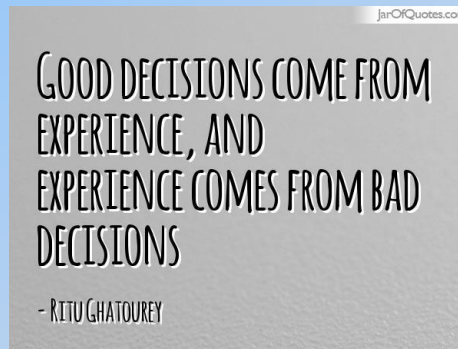 JarOfQuotes.co
GOOD DECISIONS COME FROM
EXPERIENCE, AND
EXPERIENCE COMES FROM BAD
DECISIONS
- RITU GHATOUREY